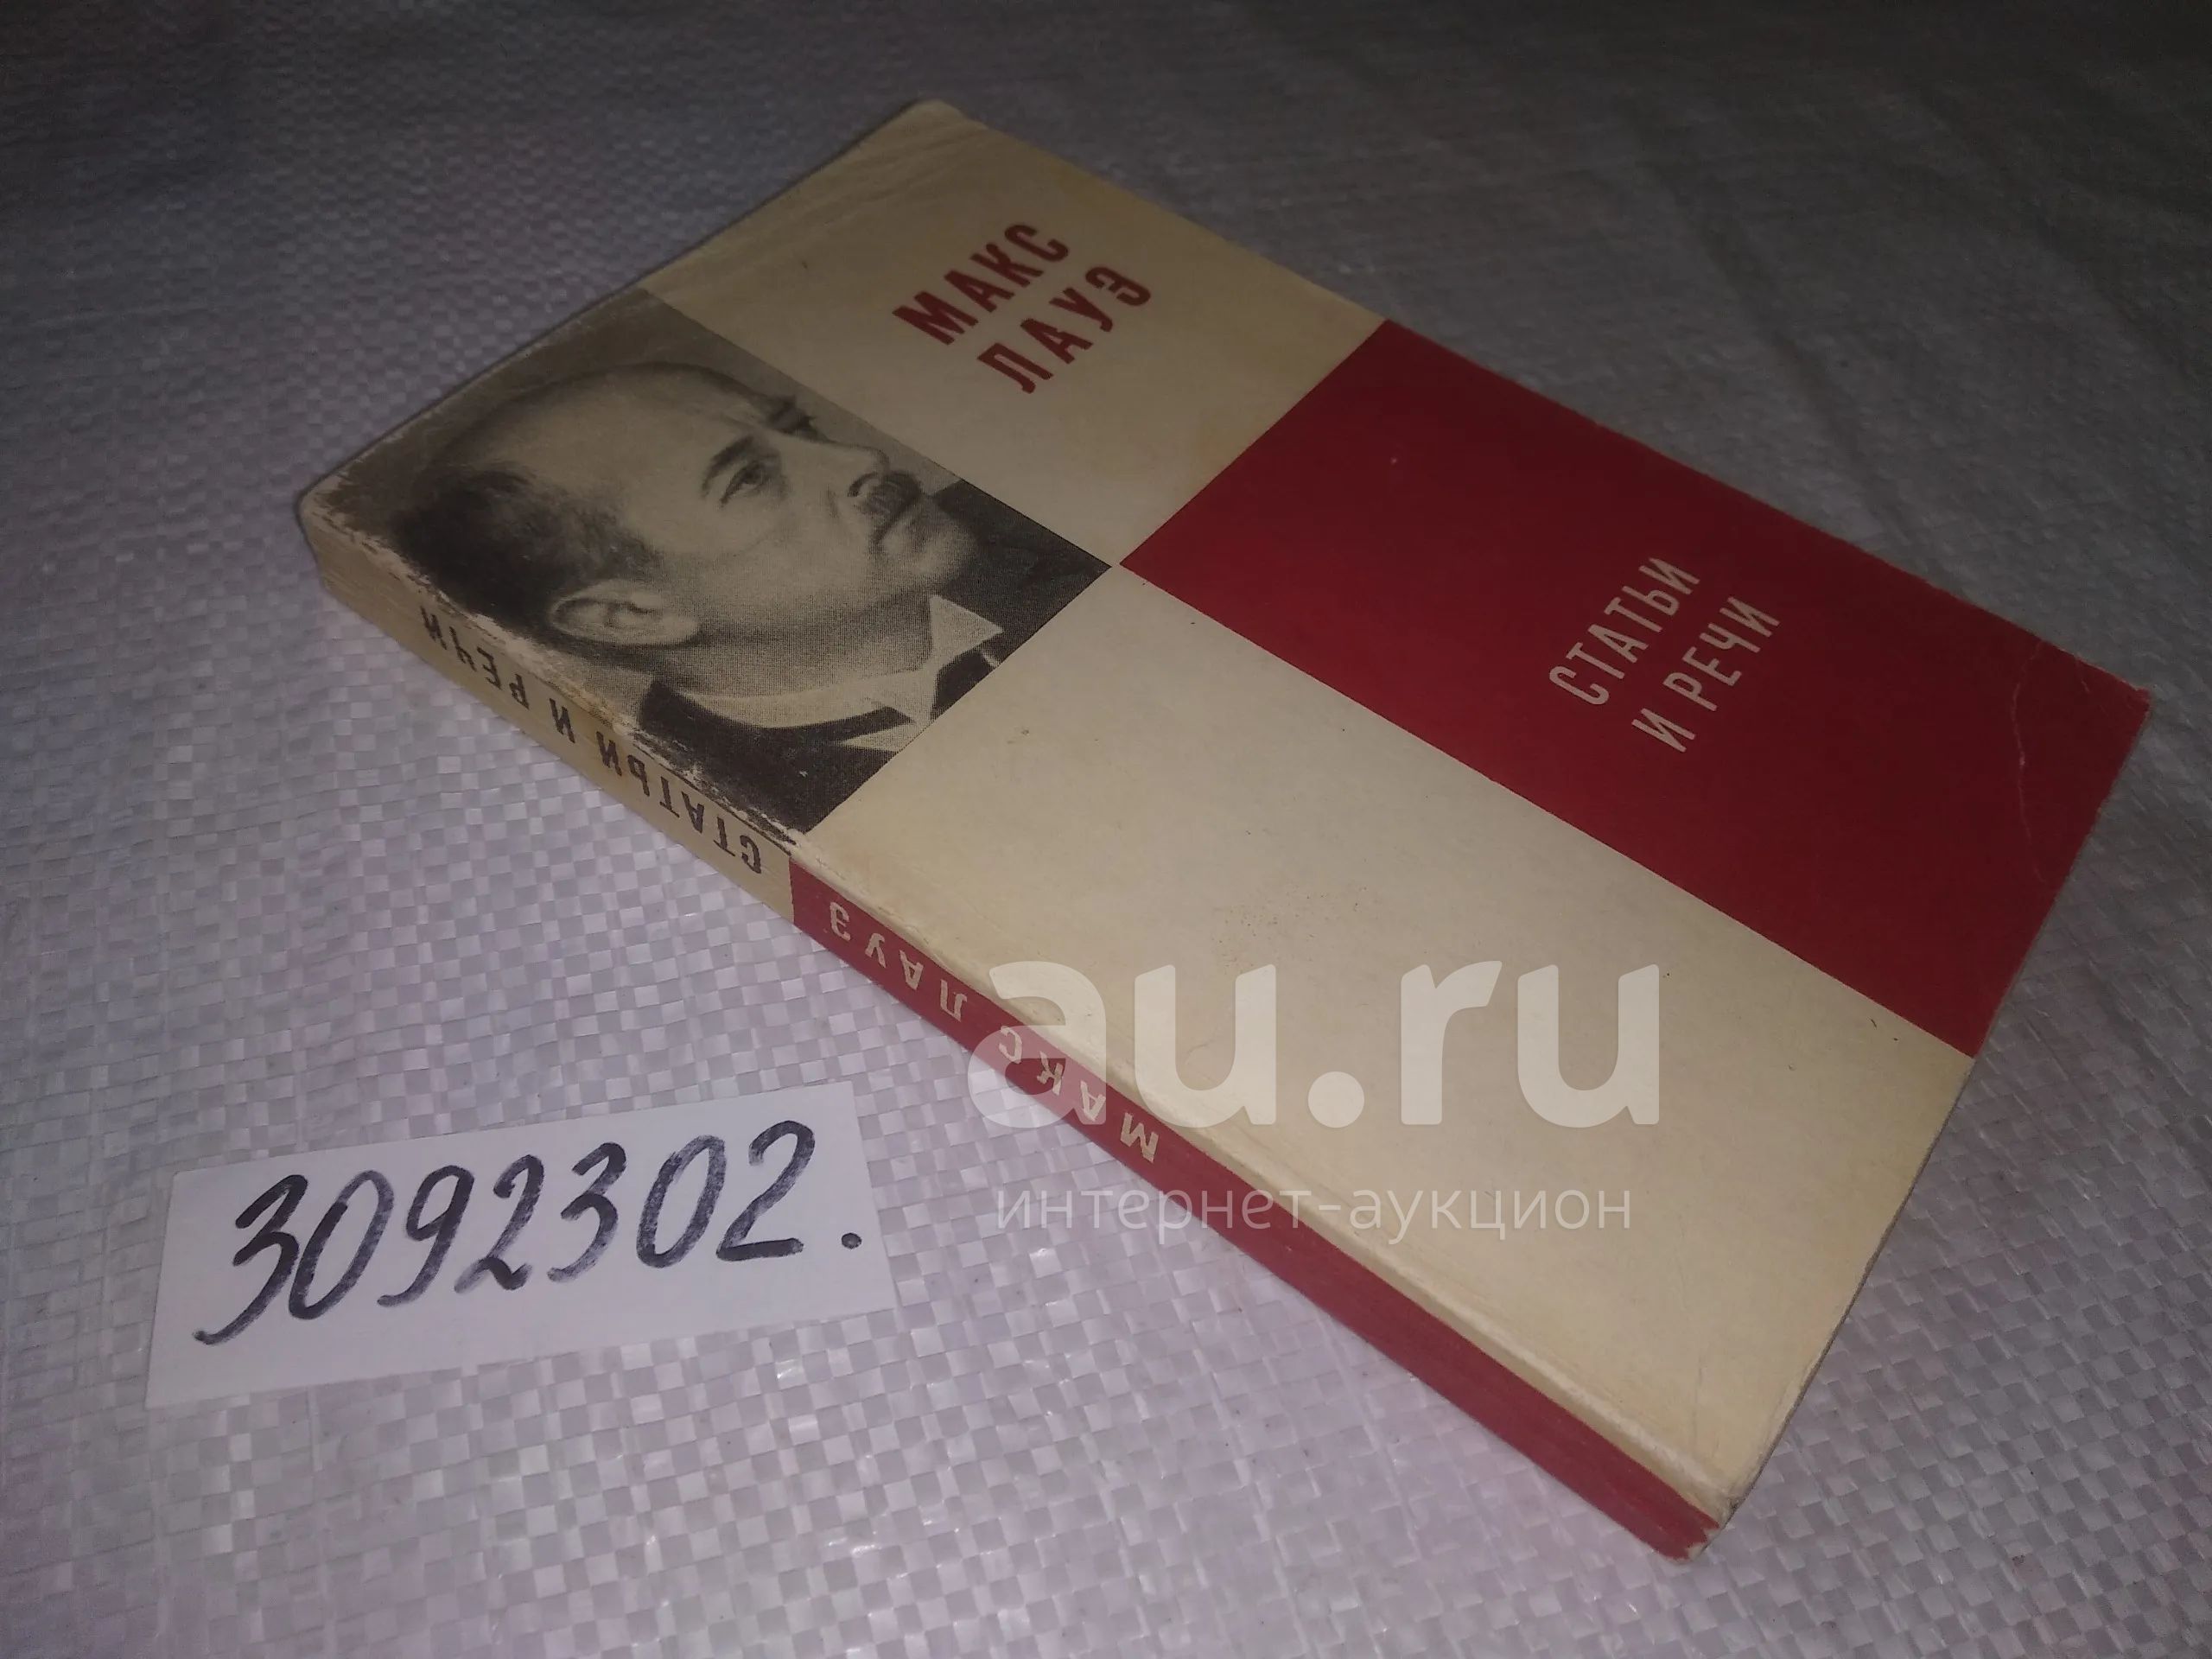 МАКС
ЛАУЭ
СТАТЬИ
И РЕЧИ
МАКС ЛАУЭ СТАТЬИ И РЕЧИ
3092302.
au.ru
интернет-аукцион